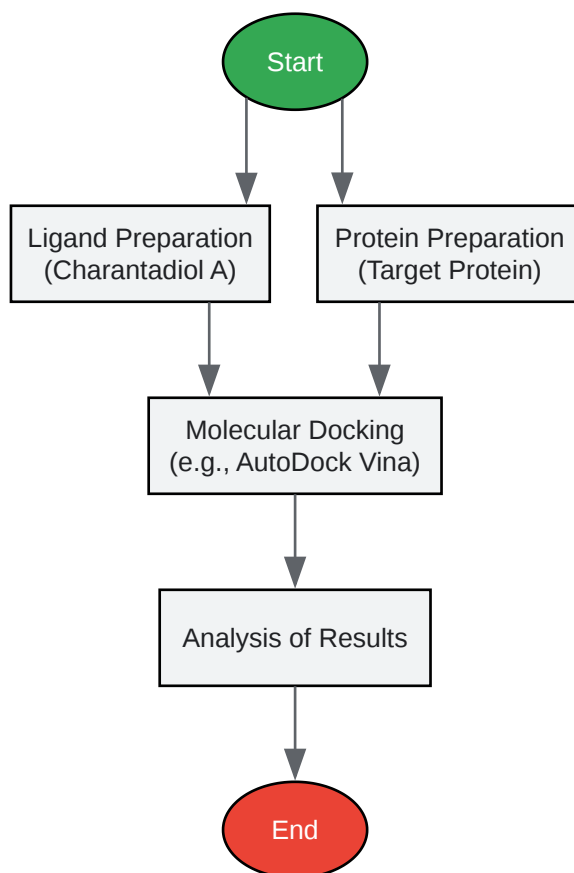 Start
Ligand Preparation
(Charantadiol A)
Protein Preparation
(Target Protein)
Molecular Docking
(e.g., AutoDock Vina)
Analysis of Results
End